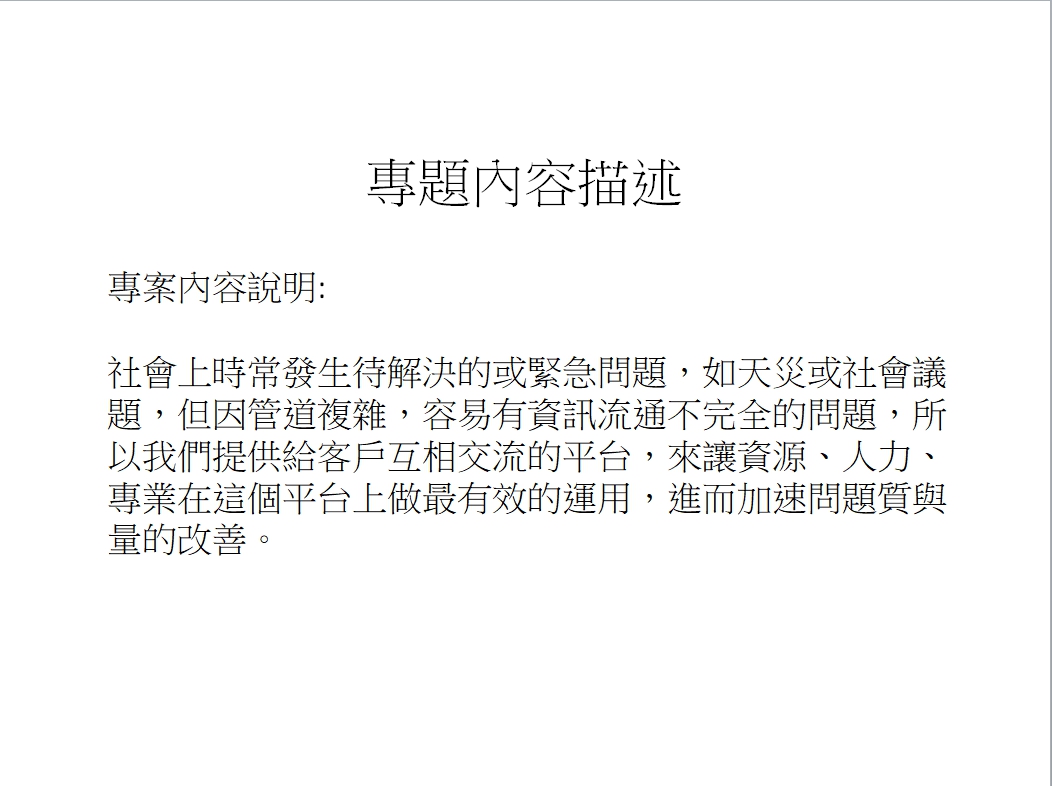 專題內容描述
專案內容說明:
社會上時常發生待解決的或緊急問題，如天災或社會議
題，但因管道複雜，容易有資訊流通不完全的問題，所
以我們提供給客戶互相交流的平台，來讓資源、人力、
專業在這個平台上做最有效的運用，進而加速問題質與
量的改善。